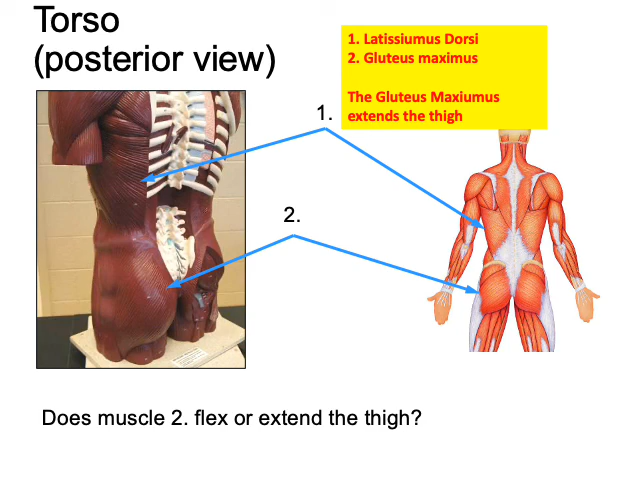 Torso
(posterior view)
1. Latissiumus Dorsi
2. Gluteus maximus
The Gluteus Maxiumus
extends the thigh
1.
2.
Does muscle 2. flex or extend the thigh?